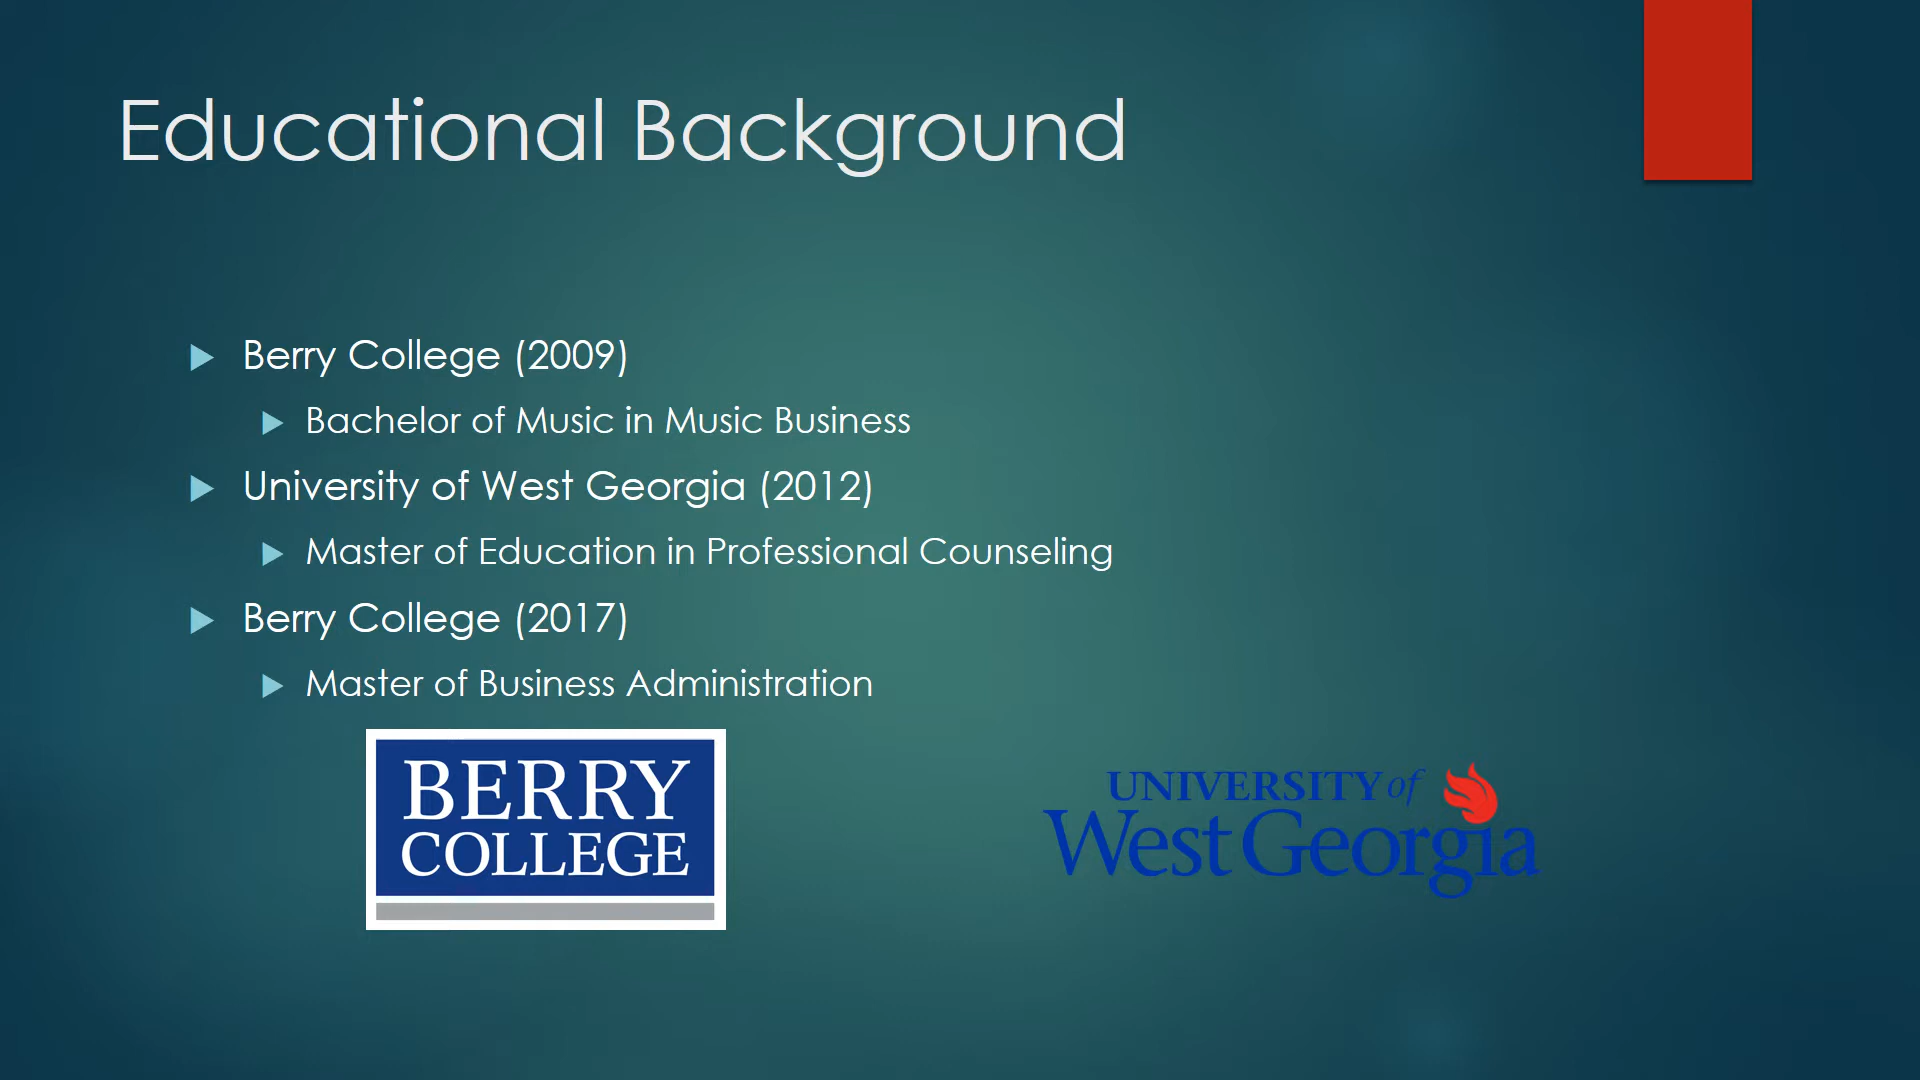 Educational Background
Berry College (2009)
Bachelor of Music in Music Business
University of West Georgia (2012)
Master of Education in Professional Counseling
Berry College (2017)
Master of Business Administration
BERRY
COLLEGE
UNIVERSITY of
West Georgia